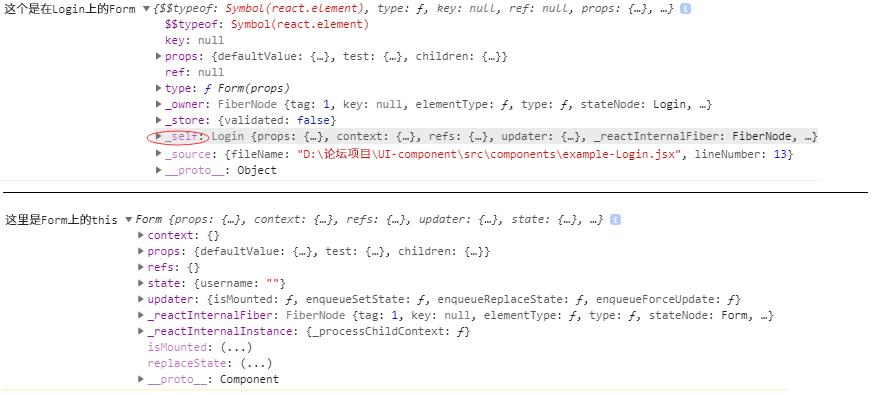 这个是在Login上的Form ▼{$$typeof: Symbol(react.element), type: ƒ, key: null, ref: null, props: {…}, …} i
$$typeof: Symbol(react.element)
key: null
▶props: {defaultValue: {…}, test: {…}, children: {…}}
ref: null
▶type: ƒ Form(props)
▶_owner: FiberNode {tag: 1, key: null, elementType: ƒ, type: ƒ, stateNode: Login, …}
▶_store: {validated: false}
▶_self: Login {props: {…}, context: {…}, refs: {…}, updater: {…}, _reactInternalFiber: FiberNode, …}
▶_source: {fileName: "D:\论坛项目\UI-component\src\components\example-Login.jsx", lineNumber: 13}
▶__proto__: Object
这里是Form上的this ▼Form {props: {…}, context: {…}, refs: {…}, updater: {…}, state: {…}, …} i
▶context: {}
▶props: {defaultValue: {…}, test: {…}, children: {…}}
▶refs: {}
▶state: {username: ""}
▶updater: {isMounted: ƒ, enqueueSetState: ƒ, enqueueReplaceState: ƒ, enqueueForceUpdate: ƒ}
▶_reactInternalFiber: FiberNode {tag: 1, key: null, elementType: ƒ, type: ƒ, stateNode: Form, …}
▶_reactInternalInstance: {_processChildContext: ƒ}
isMounted: (...)
replaceState: (...)
▶__proto__: Component